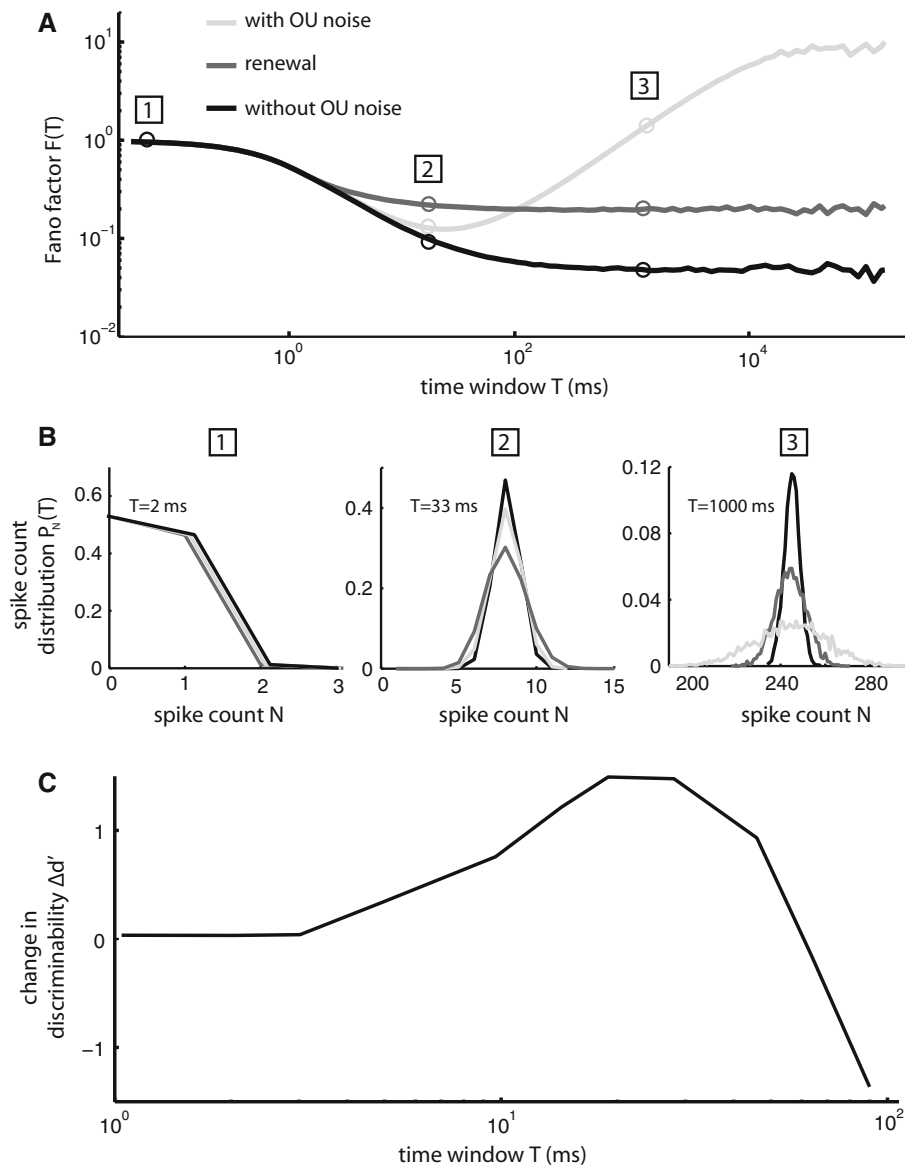 A
with OU noise
renewal
without OU noise
1
2
3
10^1
10^0
10^−1
10^−2
Fano factor F(T)
10^0
10^2
10^4
time window T (ms)
B
1
2
3
T=2 ms
T=33 ms
T=1000 ms
0.6
0.4
0.2
0
0.4
0.2
0
0.12
0.08
0.04
0
spike count
distribution P_N(T)
0
1
2
3
0
5
10
15
200
240
280
spike count N
spike count N
spike count N
C
1
0
−1
change in
discriminability Δd′
10^0
10^1
10^2
time window T (ms)